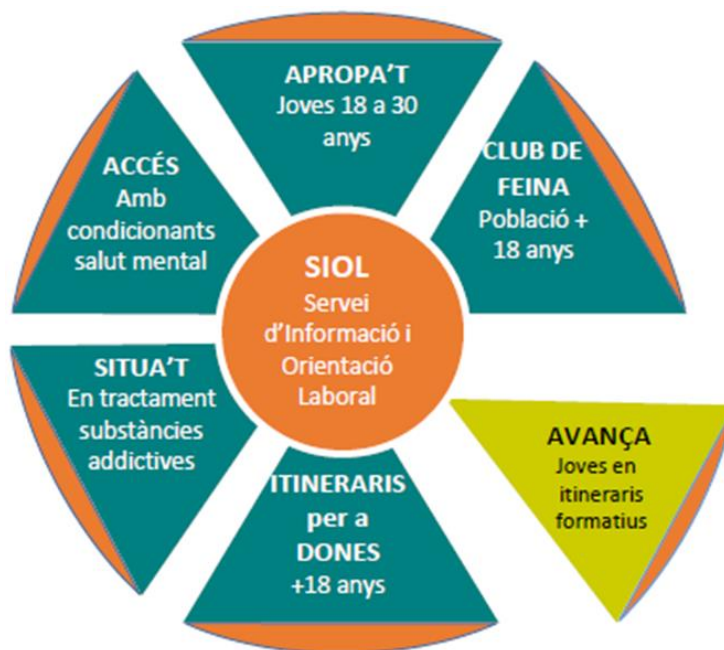 APROPA'T
Joves 18 a 30
anys
CLUB DE
FEINA
Població +
18 anys
ACCÉS
Amb
condicionants
salut mental
SIOL
Servei
d'Informació i
Orientació
Laboral
SITUA'T
En tractament
substàncies
addictives
AVANÇA
Joves en
itineraris
formatius
ITINERARIS
per a
DONES
+18 anys